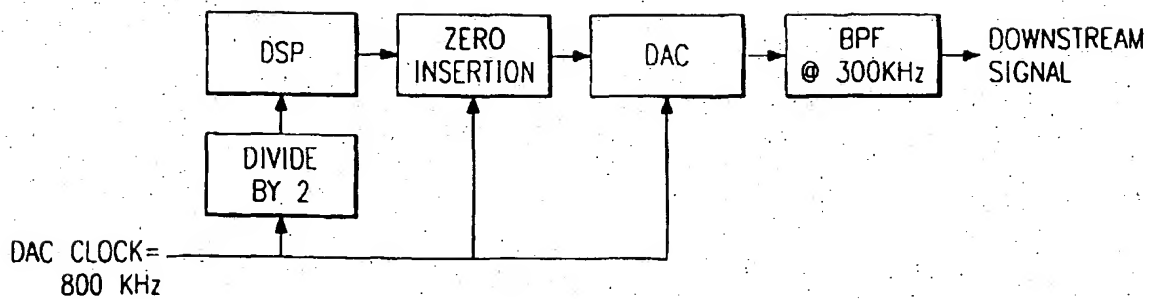 DSP
ZERO
INSERTION
DAC
BPF
@ 300KHz
DOWNSTREAM
SIGNAL
DIVIDE
BY 2
DAC CLOCK=
800 KHz